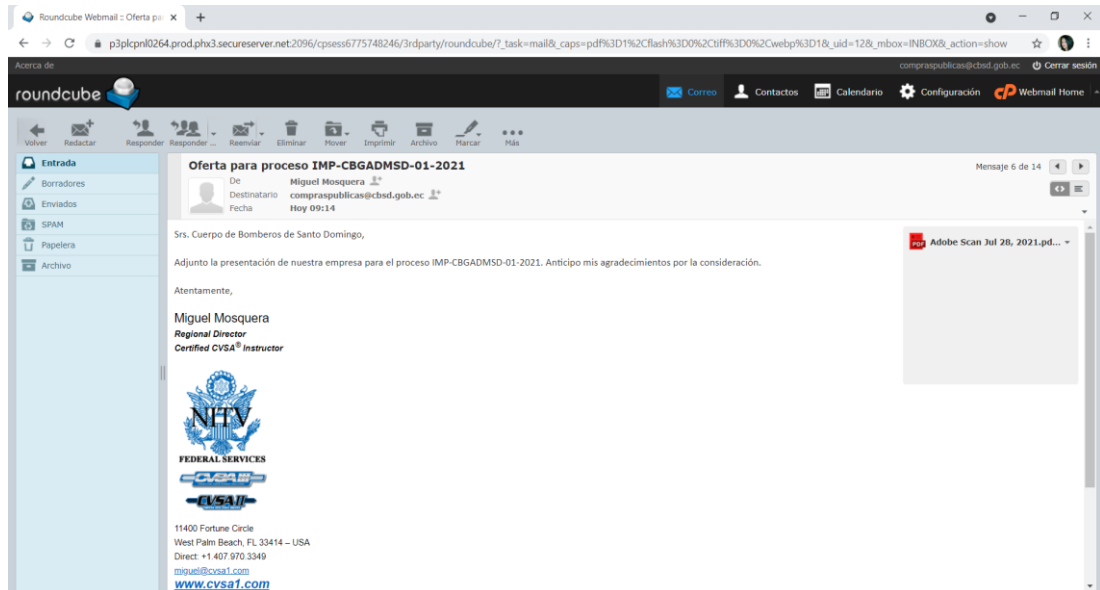 Roundcube Webmail :: Oferta pa
p3plcpnl0264.prod.phx3.secureserver.net:2096/cpsess6775748246/3rdparty/roundcube/?_task=mail&_caps=pdf%3D1%2Cflash%3D0%2Ctiff%3D0%2Cwebp%3D1&_uid=12&_mbox=INBOX&_action=show
Acerca de compraspublicas@cbsd.gob.ec Cerrar sesión
roundcube Correo Contactos Calendario Configuración cP Webmail Home
Volver Redactar Responder Responder ... Reenviar Eliminar Mover Imprimir Archivo Marcar Más
Entrada
Borradores
Enviados
SPAM
Papelera
Archivo
Oferta para proceso IMP-CBGADMSD-01-2021 Mensaje 6 de 14
De Miguel Mosquera
Destinatario compraspublicas@cbsd.gob.ec
Fecha Hoy 09:14
Srs. Cuerpo de Bomberos de Santo Domingo,
PDF Adobe Scan Jul 28, 2021.pd...
Adjunto la presentación de nuestra empresa para el proceso IMP-CBGADMSD-01-2021. Anticipo mis agradecimientos por la consideración.
Atentamente,
Miguel Mosquera
Regional Director
Certified CVSA® Instructor
NITV
FEDERAL SERVICES
CVSA III
CVSA II
11400 Fortune Circle
West Palm Beach, FL 33414 – USA
Direct: +1.407.970.3349
miguel@cvsa1.com
www.cvsa1.com